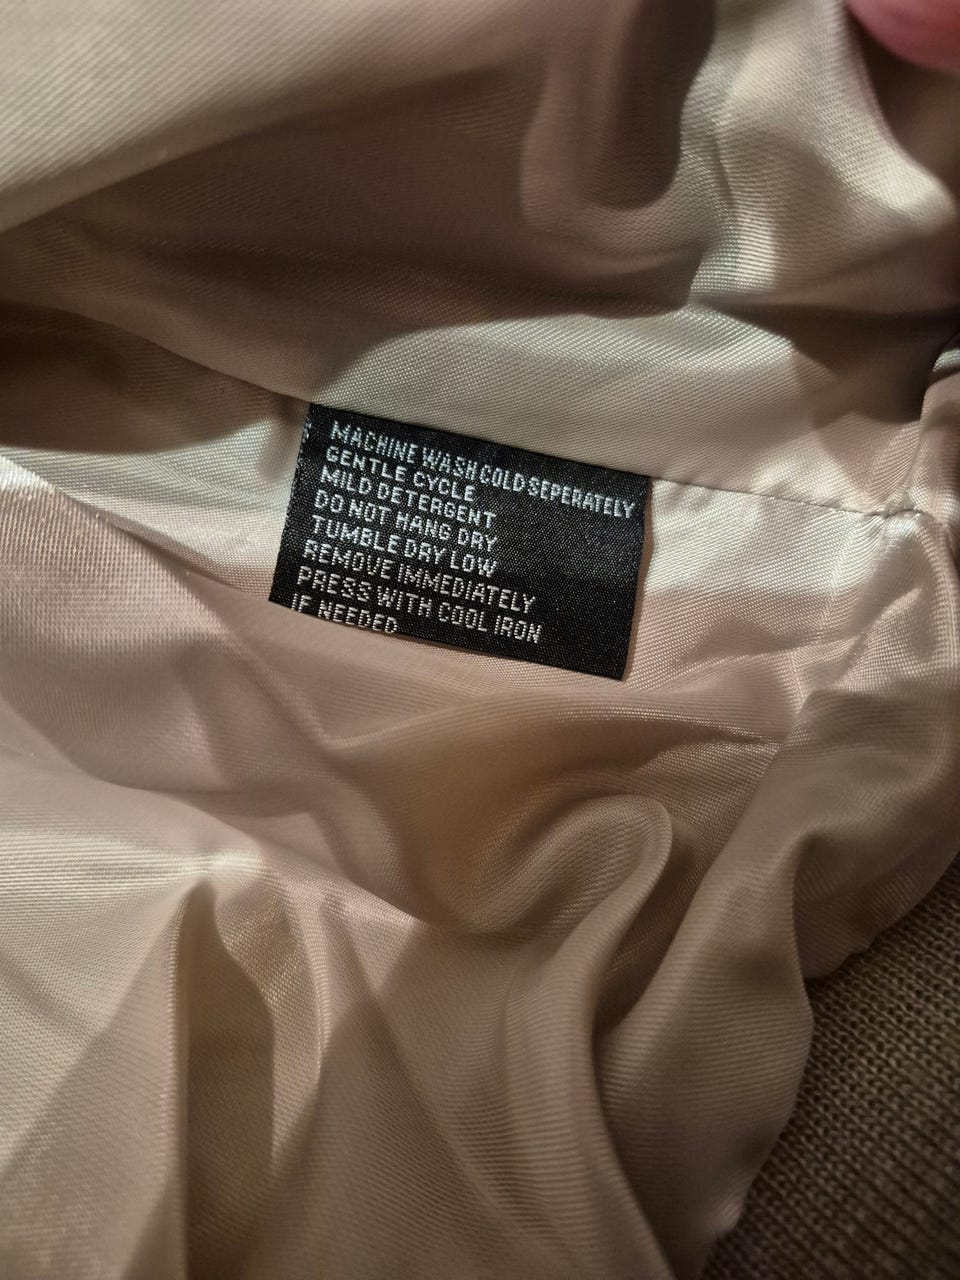 MACHINE WASH COLD SEPERATELY
GENTLE CYCLE
MILD DETERGENT
DO NOT HANG DRY
TUMBLE DRY LOW
REMOVE IMMEDIATELY
PRESS WITH COOL IRON
IF NEEDED